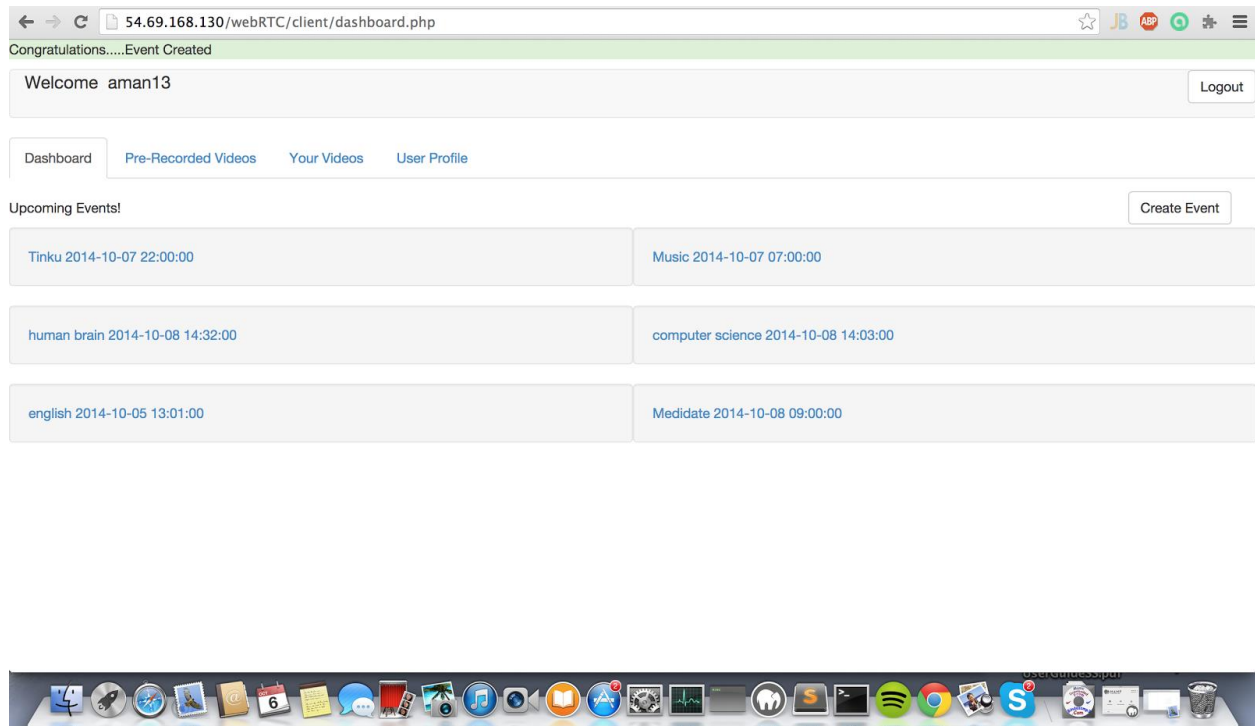 54.69.168.130/webRTC/client/dashboard.php
JB ABP
Congratulations.....Event Created
Welcome aman13
Logout
Dashboard Pre-Recorded Videos Your Videos User Profile
Upcoming Events!
Create Event
Tinku 2014-10-07 22:00:00
Music 2014-10-07 07:00:00
human brain 2014-10-08 14:32:00
computer science 2014-10-08 14:03:00
english 2014-10-05 13:01:00
Medidate 2014-10-08 09:00:00
6
S
S